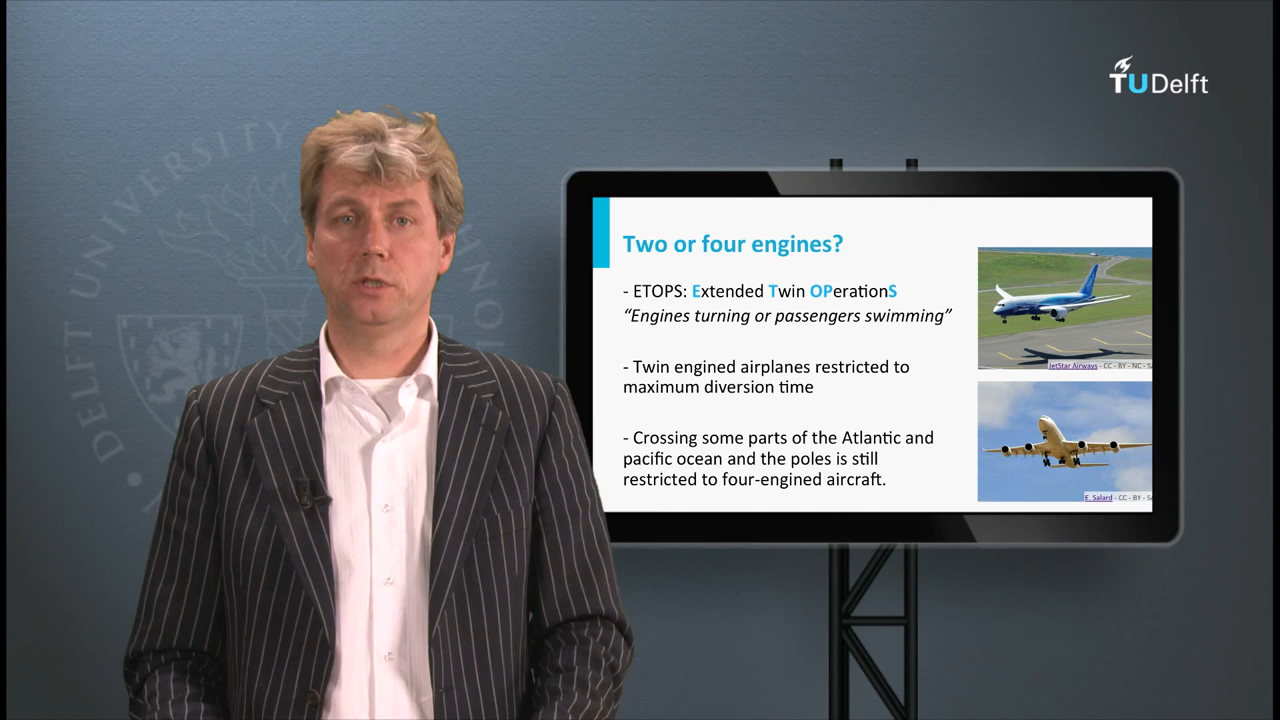 TUDelft
DELFT UNIVERSITY
Two or four engines?
- ETOPS: Extended Twin OPerationS
“Engines turning or passengers swimming”
- Twin engined airplanes restricted to
maximum diversion time
- Crossing some parts of the Atlantic and
pacific ocean and the poles is still
restricted to four-engined aircraft.
JetStar Airways - CC - BY - NC - SA
E. Salard - CC - BY - SA